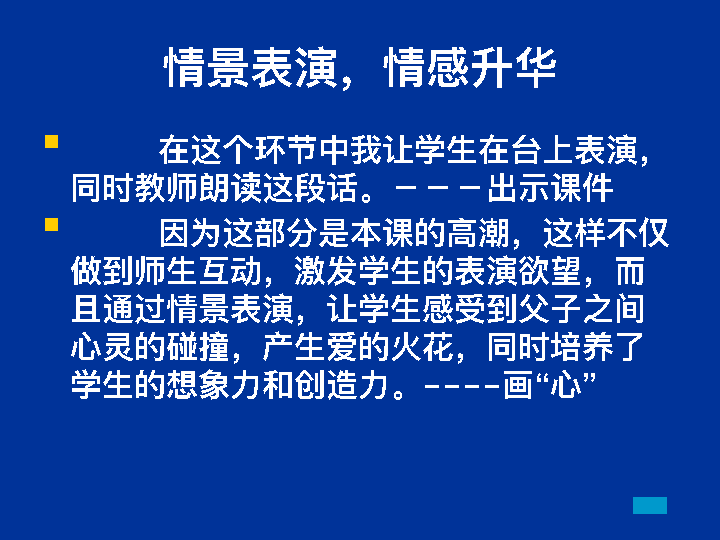 情景表演，情感升华
在这个环节中我让学生在台上表演，
同时教师朗读这段话。－－－出示课件
因为这部分是本课的高潮，这样不仅
做到师生互动，激发学生的表演欲望，而
且通过情景表演，让学生感受到父子之间
心灵的碰撞，产生爱的火花，同时培养了
学生的想象力和创造力。----画“心”